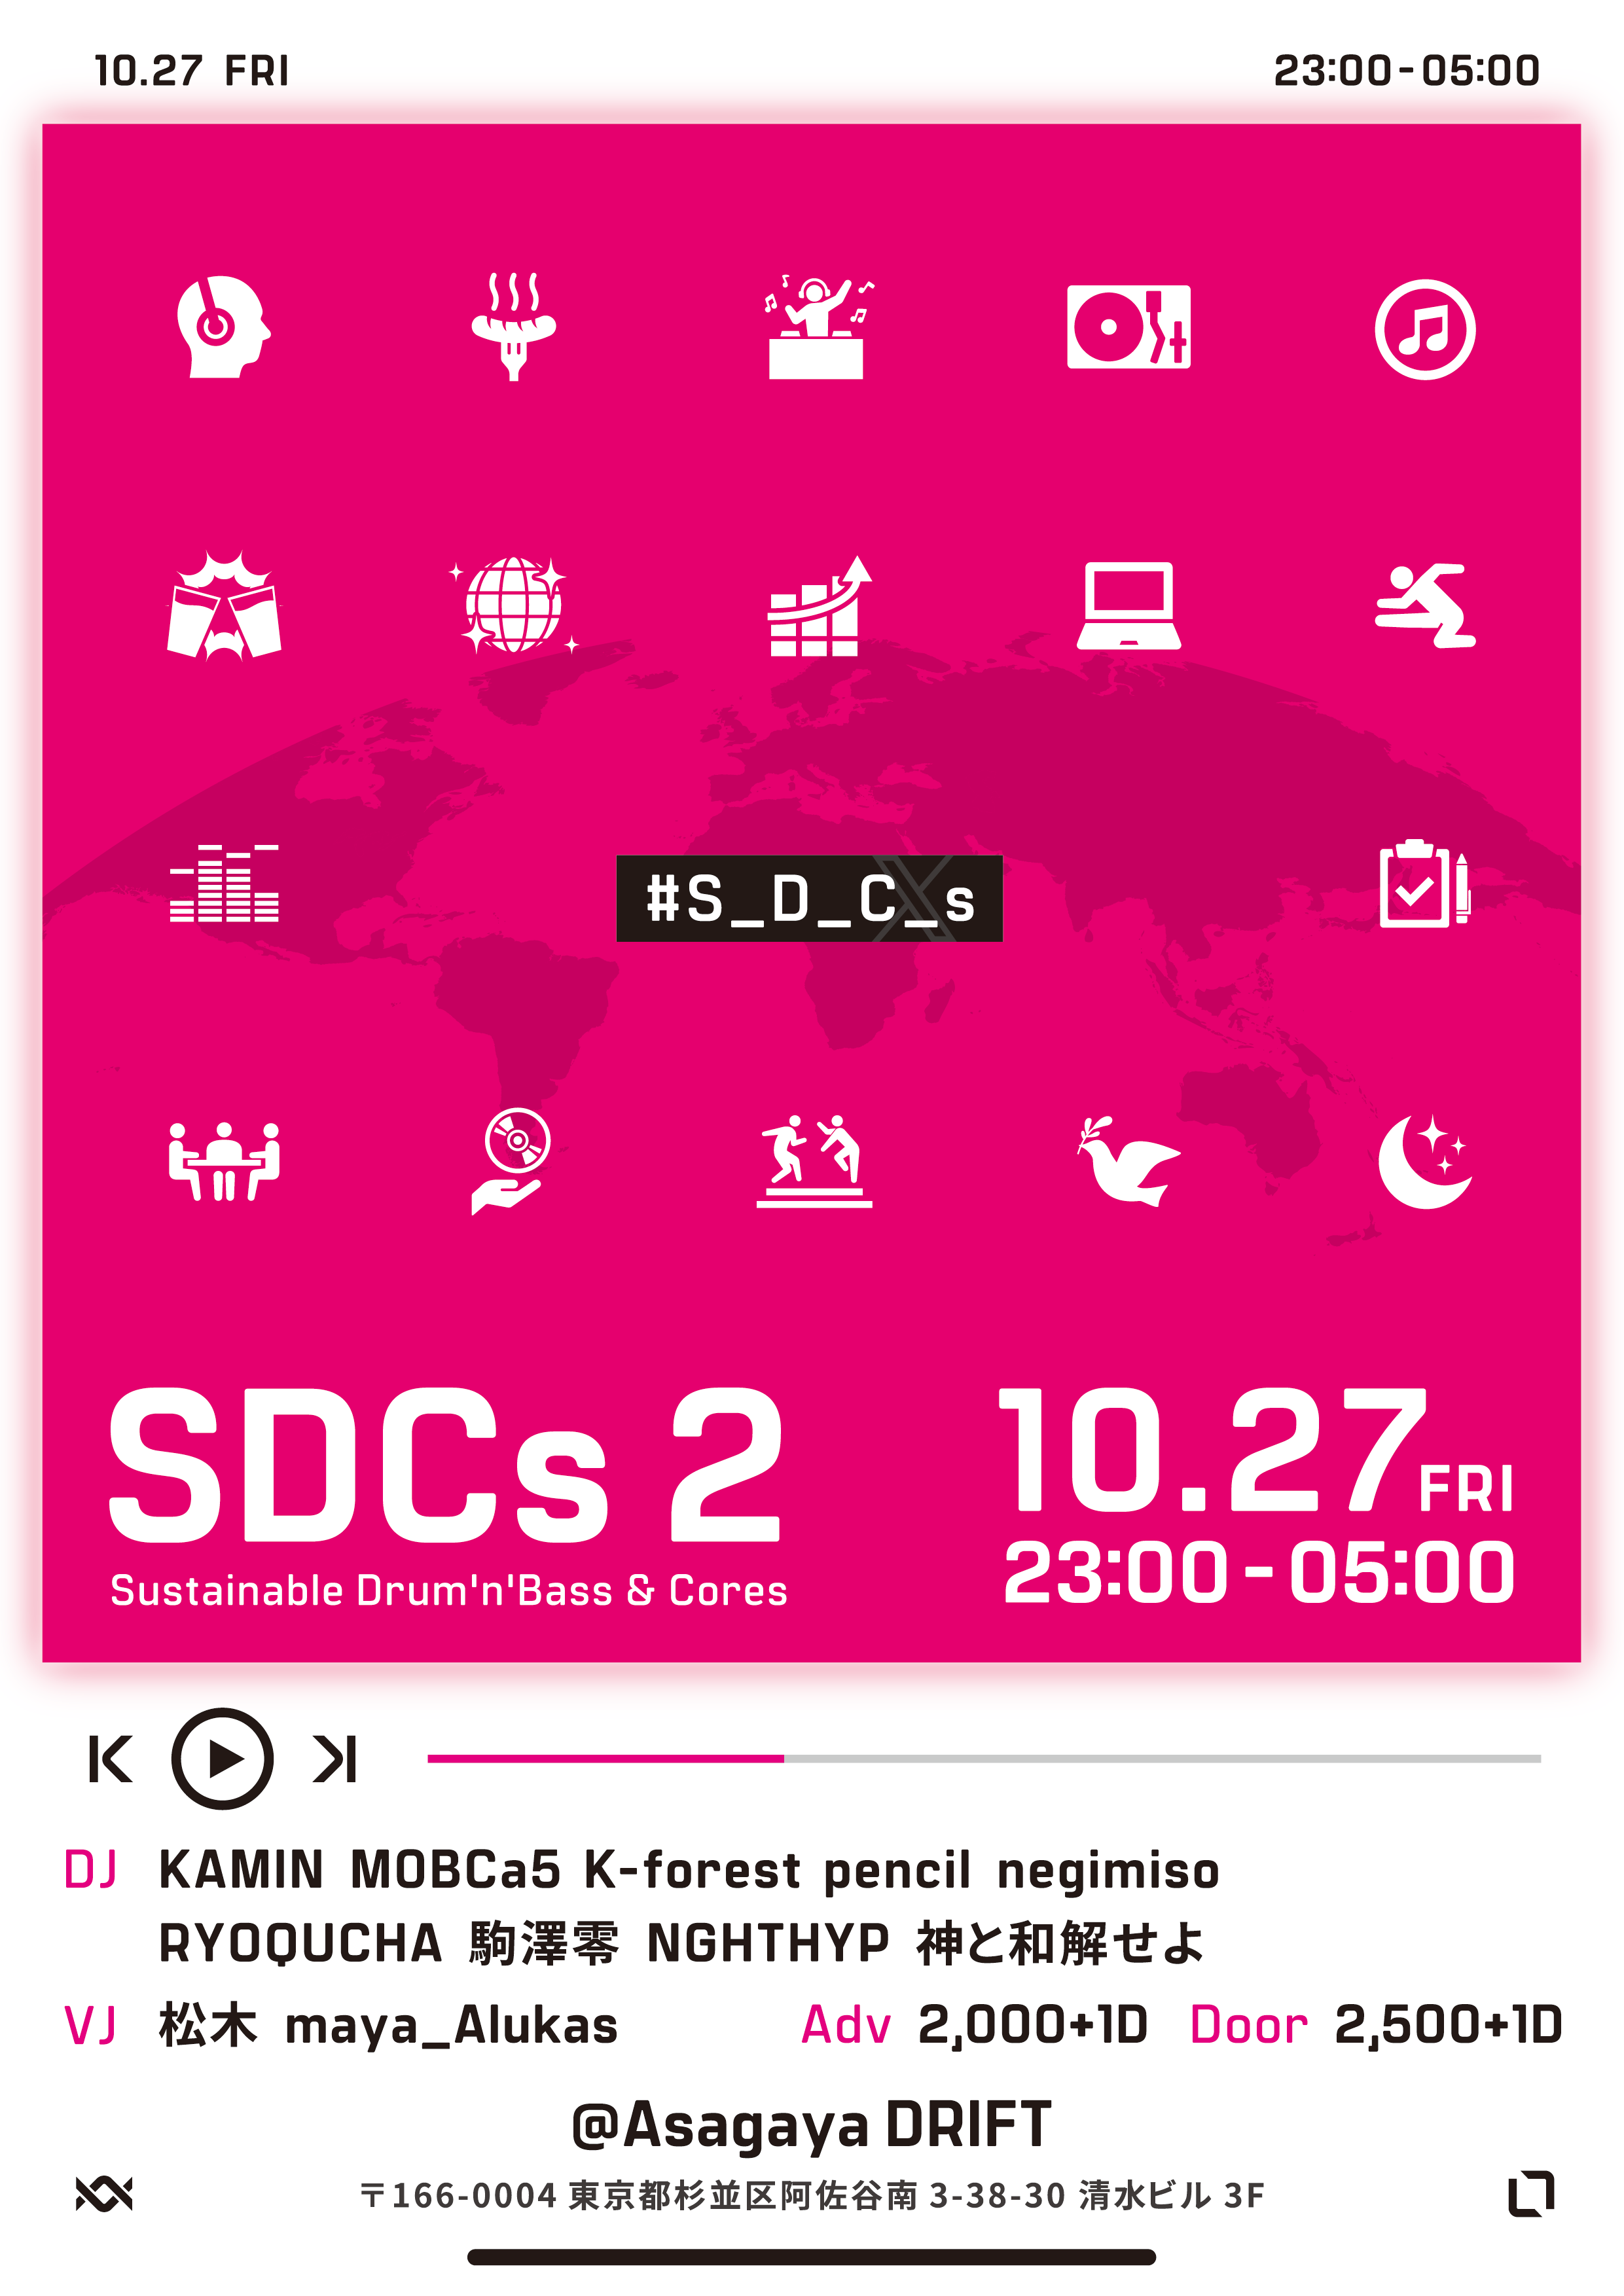 10.27 FRI
23:00-05:00
#S_D_C_s
SDCs 2
Sustainable Drum'n'Bass & Cores
10.27 FRI
23:00-05:00
DJ KAMIN MOBCa5 K-forest pencil negimiso
RYOQUCHA 駒澤零 NGHTHYP 神と和解せよ
VJ 松木 maya_Alukas
Adv 2,000+1D Door 2,500+1D
@Asagaya DRIFT
〒166-0004 東京都杉並区阿佐谷南 3-38-30 清水ビル 3F